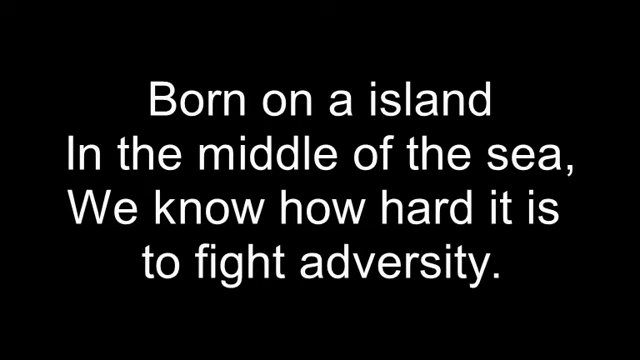 Born on a island
In the middle of the sea,
We know how hard it is
to fight adversity.